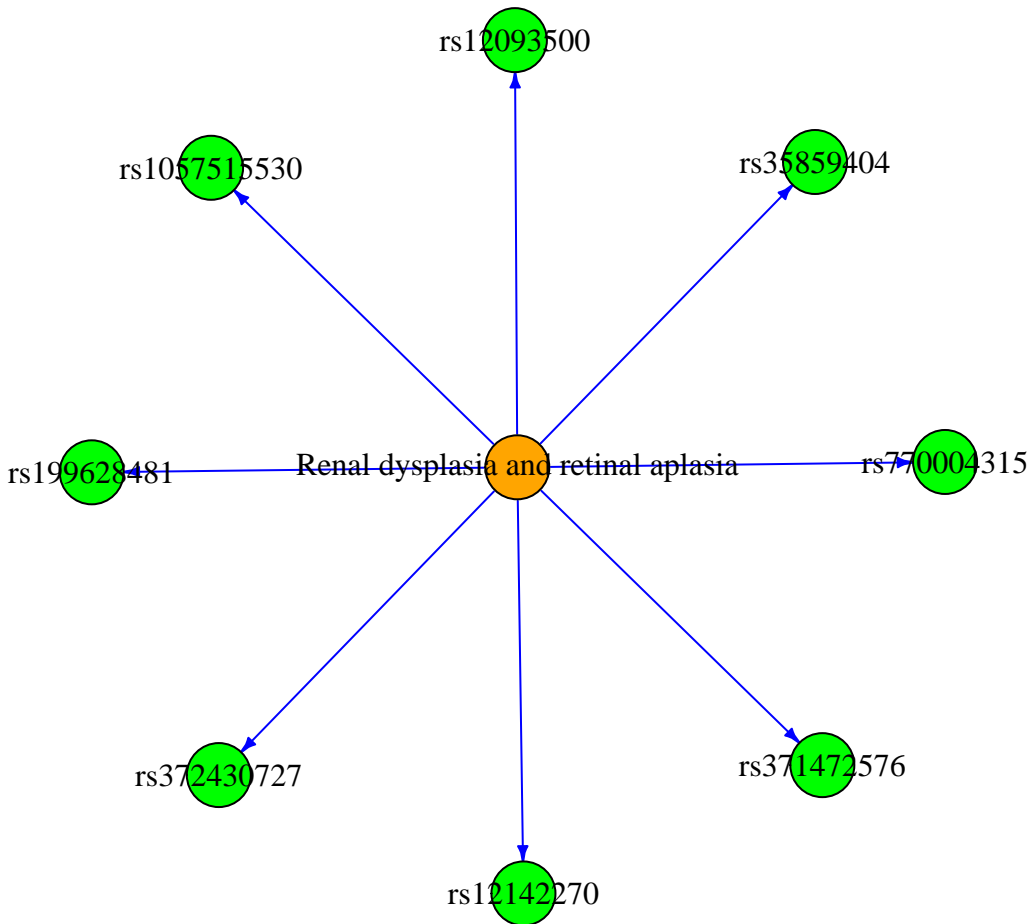 rs12093500
rs35859404
rs1057515530
Renal dysplasia and retinal aplasia
rs770004315
rs199628481
rs371472576
rs372430727
rs12142270